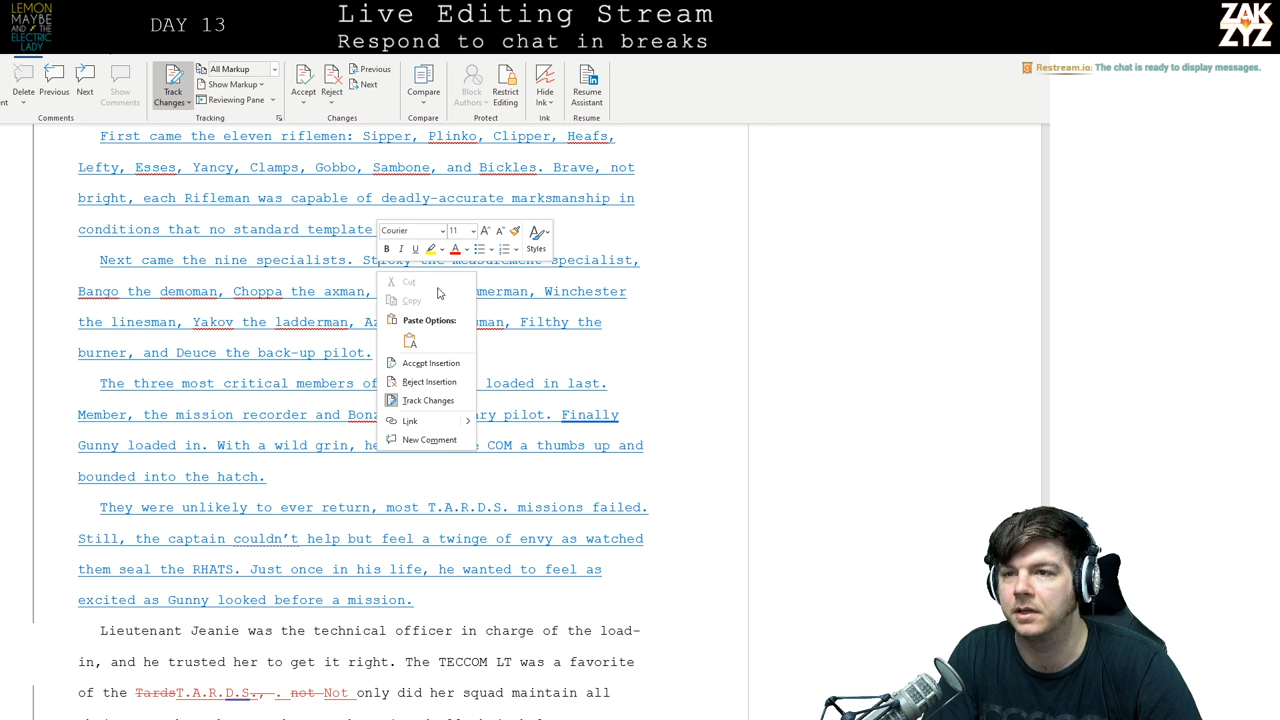 LEMON
MAYBE
AND THE
ELECTRIC
LADY
DAY 13
Live Editing Stream
Respond to chat in breaks
ZAK
ZYZ
Restream.io: The chat is ready to display messages.
Delete
Previous
Next
Show
Comments
Comments
Track
Changes
All Markup
Show Markup
Reviewing Pane
Tracking
Accept
Reject
Previous
Next
Changes
Compare
Compare
Block
Authors
Restrict
Editing
Protect
Hide
Ink
Ink
Resume
Assistant
Resume
First came the eleven riflemen: Sipper, Plinko, Clipper, Heafs,
Lefty, Esses, Yancy, Clamps, Gobbo, Sambone, and Bickles. Brave, not
bright, each Rifleman was capable of deadly-accurate marksmanship in
conditions that no standard template
Next came the nine specialists. Sticky the measurement specialist,
Bango the demoman, Choppa the axman, mmerman, Winchester
the linesman, Yakov the ladderman, Az man, Filthy the
burner, and Deuce the back-up pilot.
The three most critical members of loaded in last.
Member, the mission recorder and Bonz ry pilot. Finally
Gunny loaded in. With a wild grin, he COM a thumbs up and
bounded into the hatch.
They were unlikely to ever return, most T.A.R.D.S. missions failed.
Still, the captain couldn't help but feel a twinge of envy as watched
them seal the RHATS. Just once in his life, he wanted to feel as
excited as Gunny looked before a mission.
Lieutenant Jeanie was the technical officer in charge of the load-
in, and he trusted her to get it right. The TECCOM LT was a favorite
of the TardsT.A.R.D.S., . not Not only did her squad maintain all
Courier
11
B I U
Styles
Cut
Copy
Paste Options:
Accept Insertion
Reject Insertion
Track Changes
Link
New Comment